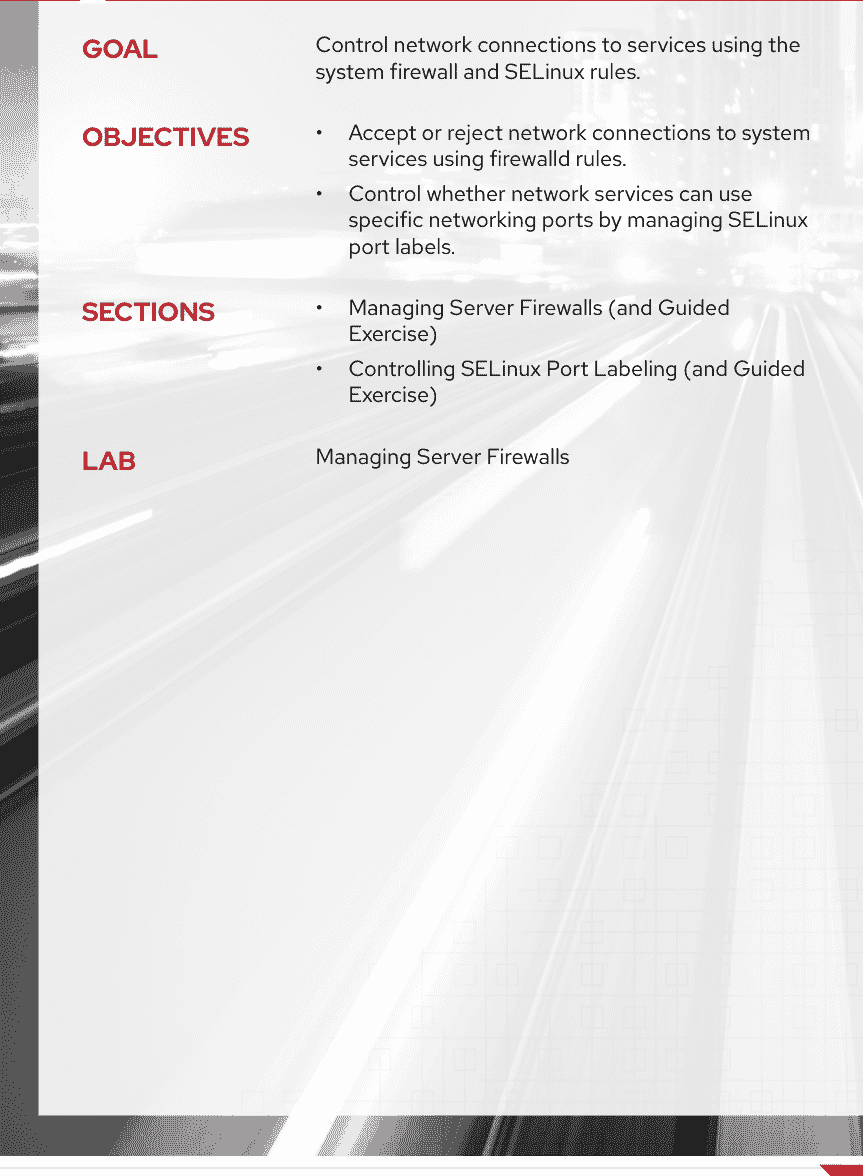 GOAL
Control network connections to services using the
system firewall and SELinux rules.
OBJECTIVES
• Accept or reject network connections to system
services using firewalld rules.
• Control whether network services can use
specific networking ports by managing SELinux
port labels.
SECTIONS
• Managing Server Firewalls (and Guided
Exercise)
• Controlling SELinux Port Labeling (and Guided
Exercise)
LAB
Managing Server Firewalls